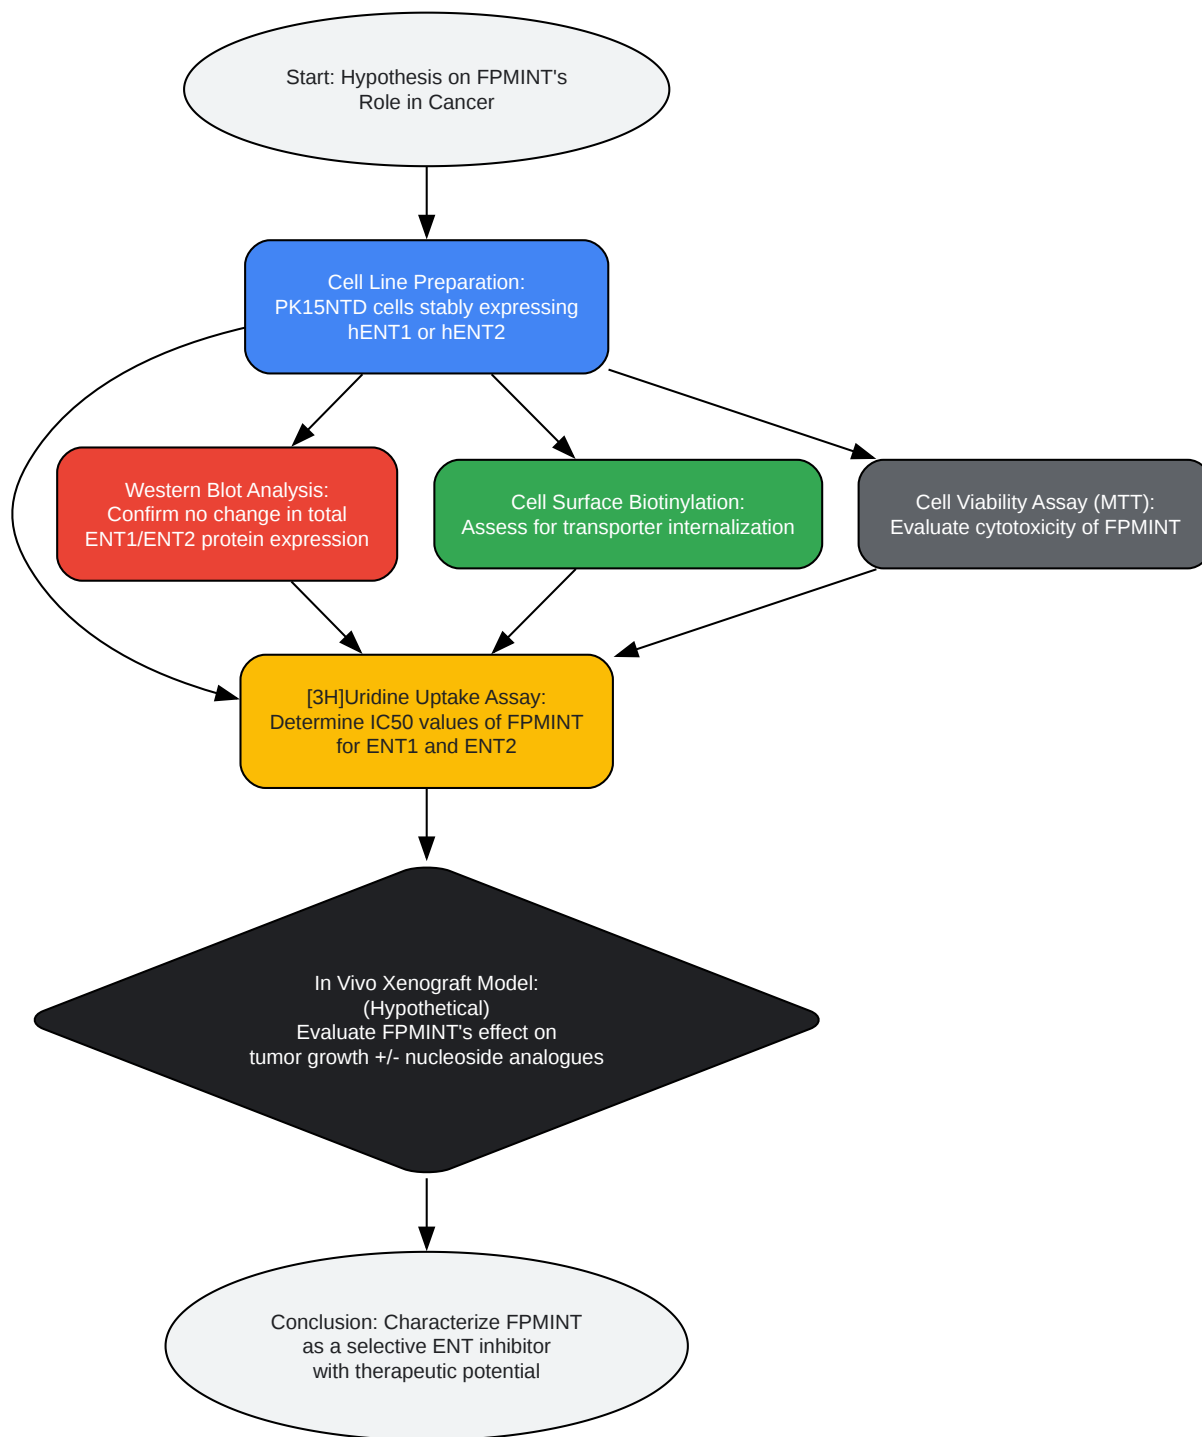 Start: Hypothesis on FPMINT's
Role in Cancer
Cell Line Preparation:
PK15NTD cells stably expressing
hENT1 or hENT2
Western Blot Analysis:
Confirm no change in total
ENT1/ENT2 protein expression
Cell Surface Biotinylation:
Assess for transporter internalization
Cell Viability Assay (MTT):
Evaluate cytotoxicity of FPMINT
[3H]Uridine Uptake Assay:
Determine IC50 values of FPMINT
for ENT1 and ENT2
In Vivo Xenograft Model:
(Hypothetical)
Evaluate FPMINT's effect on
tumor growth +/- nucleoside analogues
Conclusion: Characterize FPMINT
as a selective ENT inhibitor
with therapeutic potential